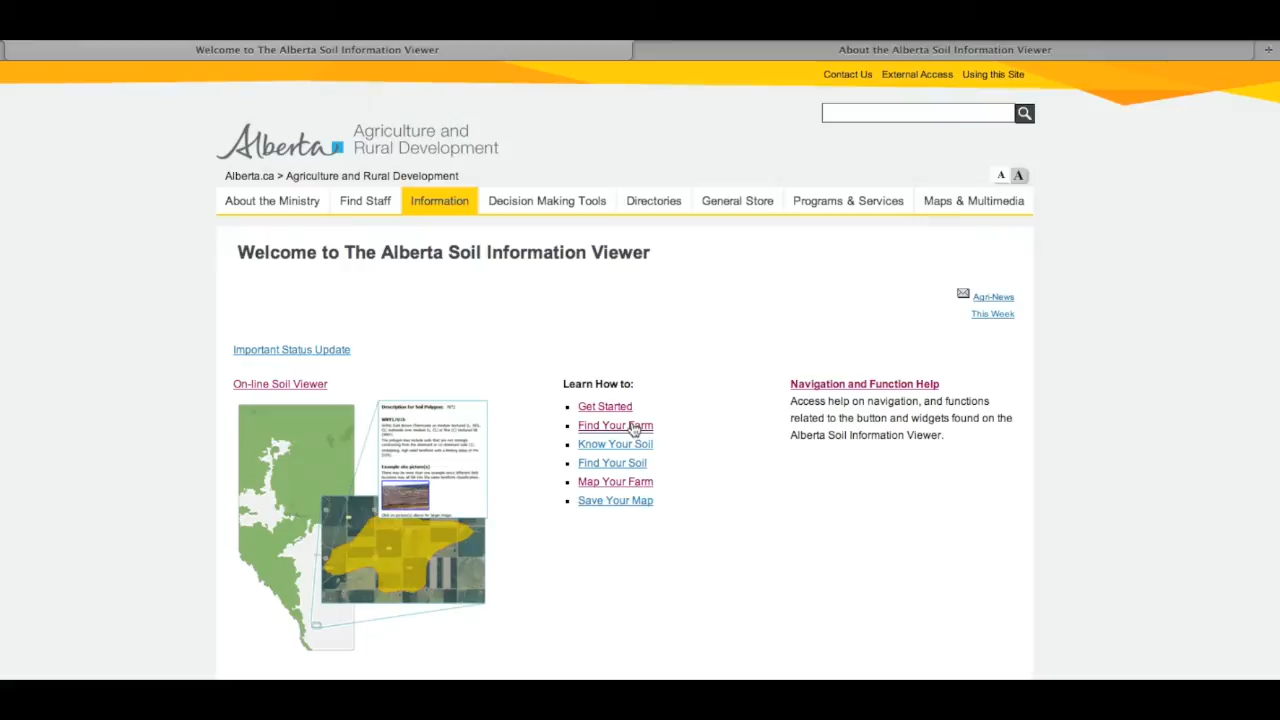 Welcome to The Alberta Soil Information Viewer
About the Alberta Soil Information Viewer
+
Contact Us External Access Using this Site
Alberta Agriculture and
Rural Development
Alberta.ca > Agriculture and Rural Development
A A
About the Ministry Find Staff Information Decision Making Tools Directories General Store Programs & Services Maps & Multimedia
Welcome to The Alberta Soil Information Viewer
Agri-News
This Week
Important Status Update
On-line Soil Viewer
Description for Soil Polygon:
Example site picture(s)
Learn How to:
Get Started
Find Your Farm
Know Your Soil
Find Your Soil
Map Your Farm
Save Your Map
Navigation and Function Help
Access help on navigation, and functions
related to the button and widgets found on the
Alberta Soil Information Viewer.